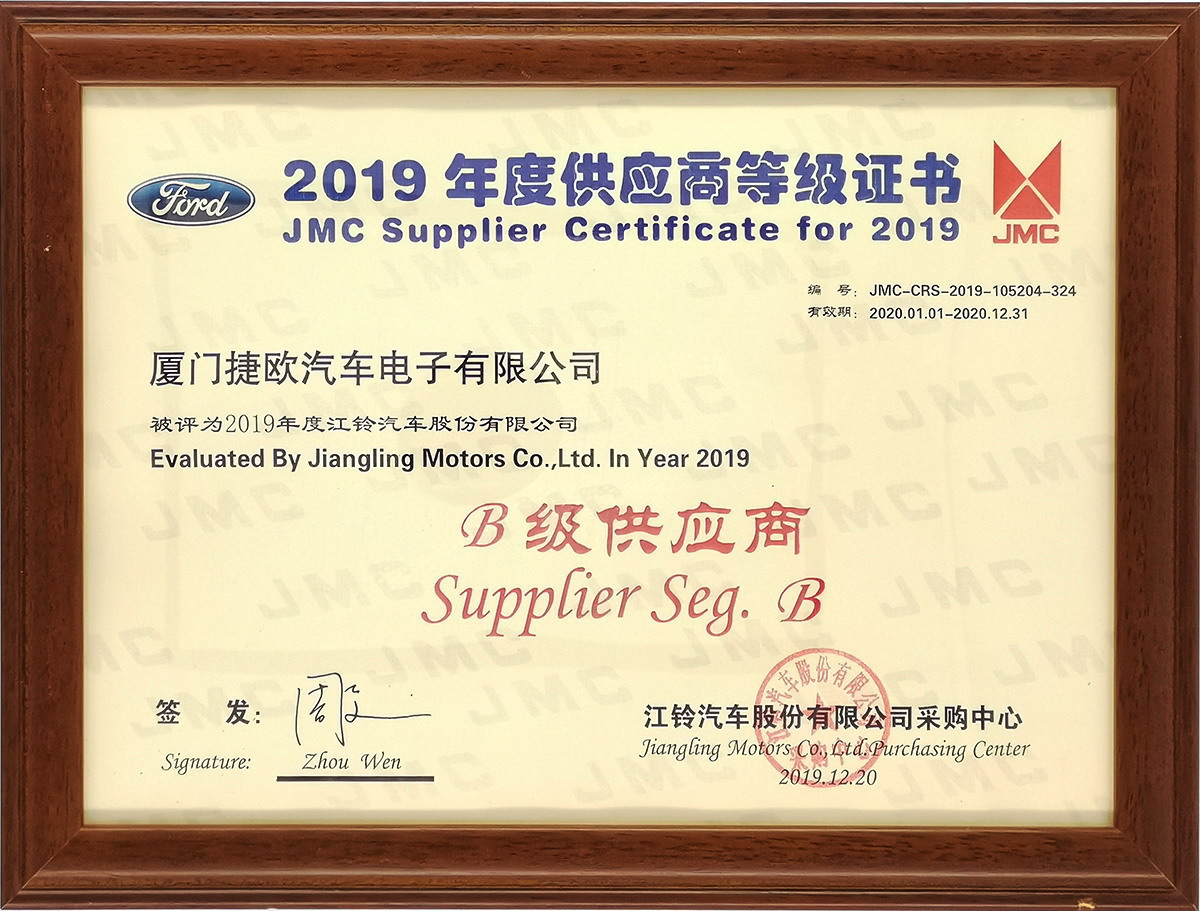 Ford
2019 年度供应商等级证书
JMC Supplier Certificate for 2019
JMC
编 号: JMC-CRS-2019-105204-324
有效期: 2020.01.01-2020.12.31
厦门捷欧汽车电子有限公司
被评为2019年度江铃汽车股份有限公司
Evaluated By Jiangling Motors Co.,Ltd. In Year 2019
B 级供应商
Supplier Seg. B
签 发:
Signature: Zhou Wen
江铃汽车股份有限公司采购中心
Jiangling Motors Co.,Ltd.Purchasing Center
2019.12.20